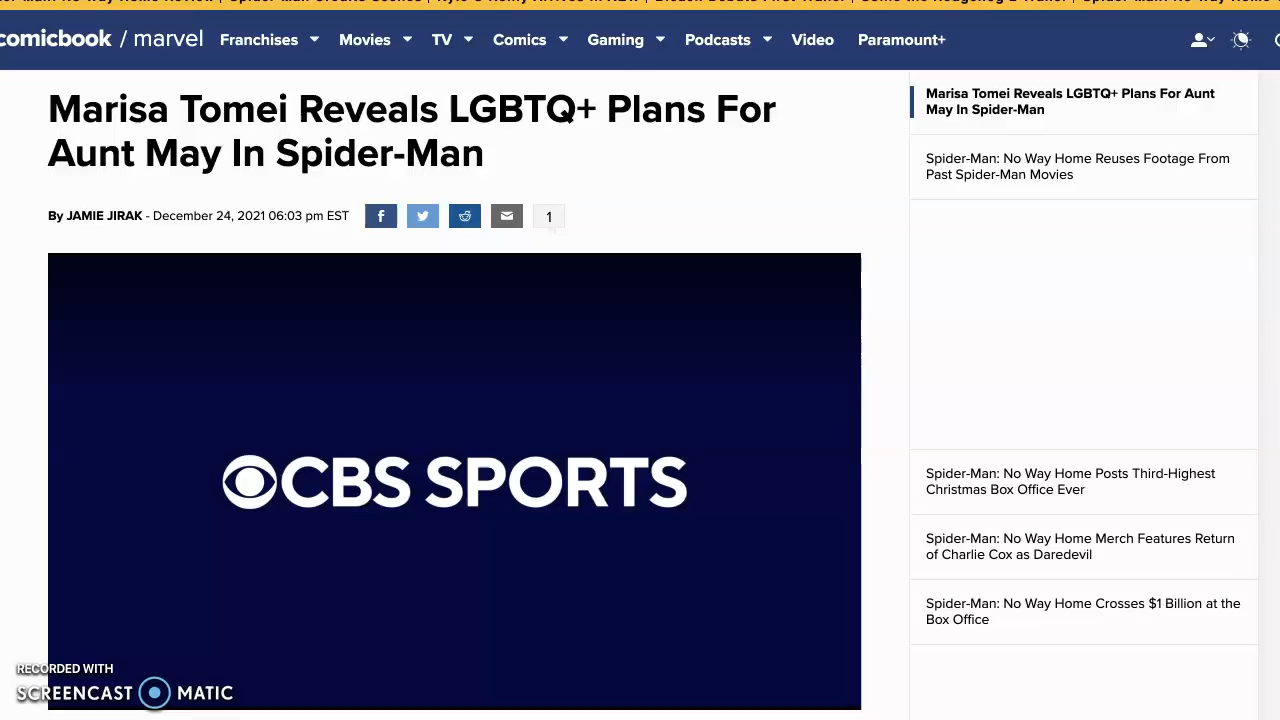 comicbook / marvel Franchises Movies TV Comics Gaming Podcasts Video Paramount+
Marisa Tomei Reveals LGBTQ+ Plans For
Aunt May In Spider-Man
By JAMIE JIRAK - December 24, 2021 06:03 pm EST
1
CBS SPORTS
Marisa Tomei Reveals LGBTQ+ Plans For Aunt
May In Spider-Man
Spider-Man: No Way Home Reuses Footage From
Past Spider-Man Movies
Spider-Man: No Way Home Posts Third-Highest
Christmas Box Office Ever
Spider-Man: No Way Home Merch Features Return
of Charlie Cox as Daredevil
Spider-Man: No Way Home Crosses $1 Billion at the
Box Office
RECORDED WITH
SCREENCAST MATIC